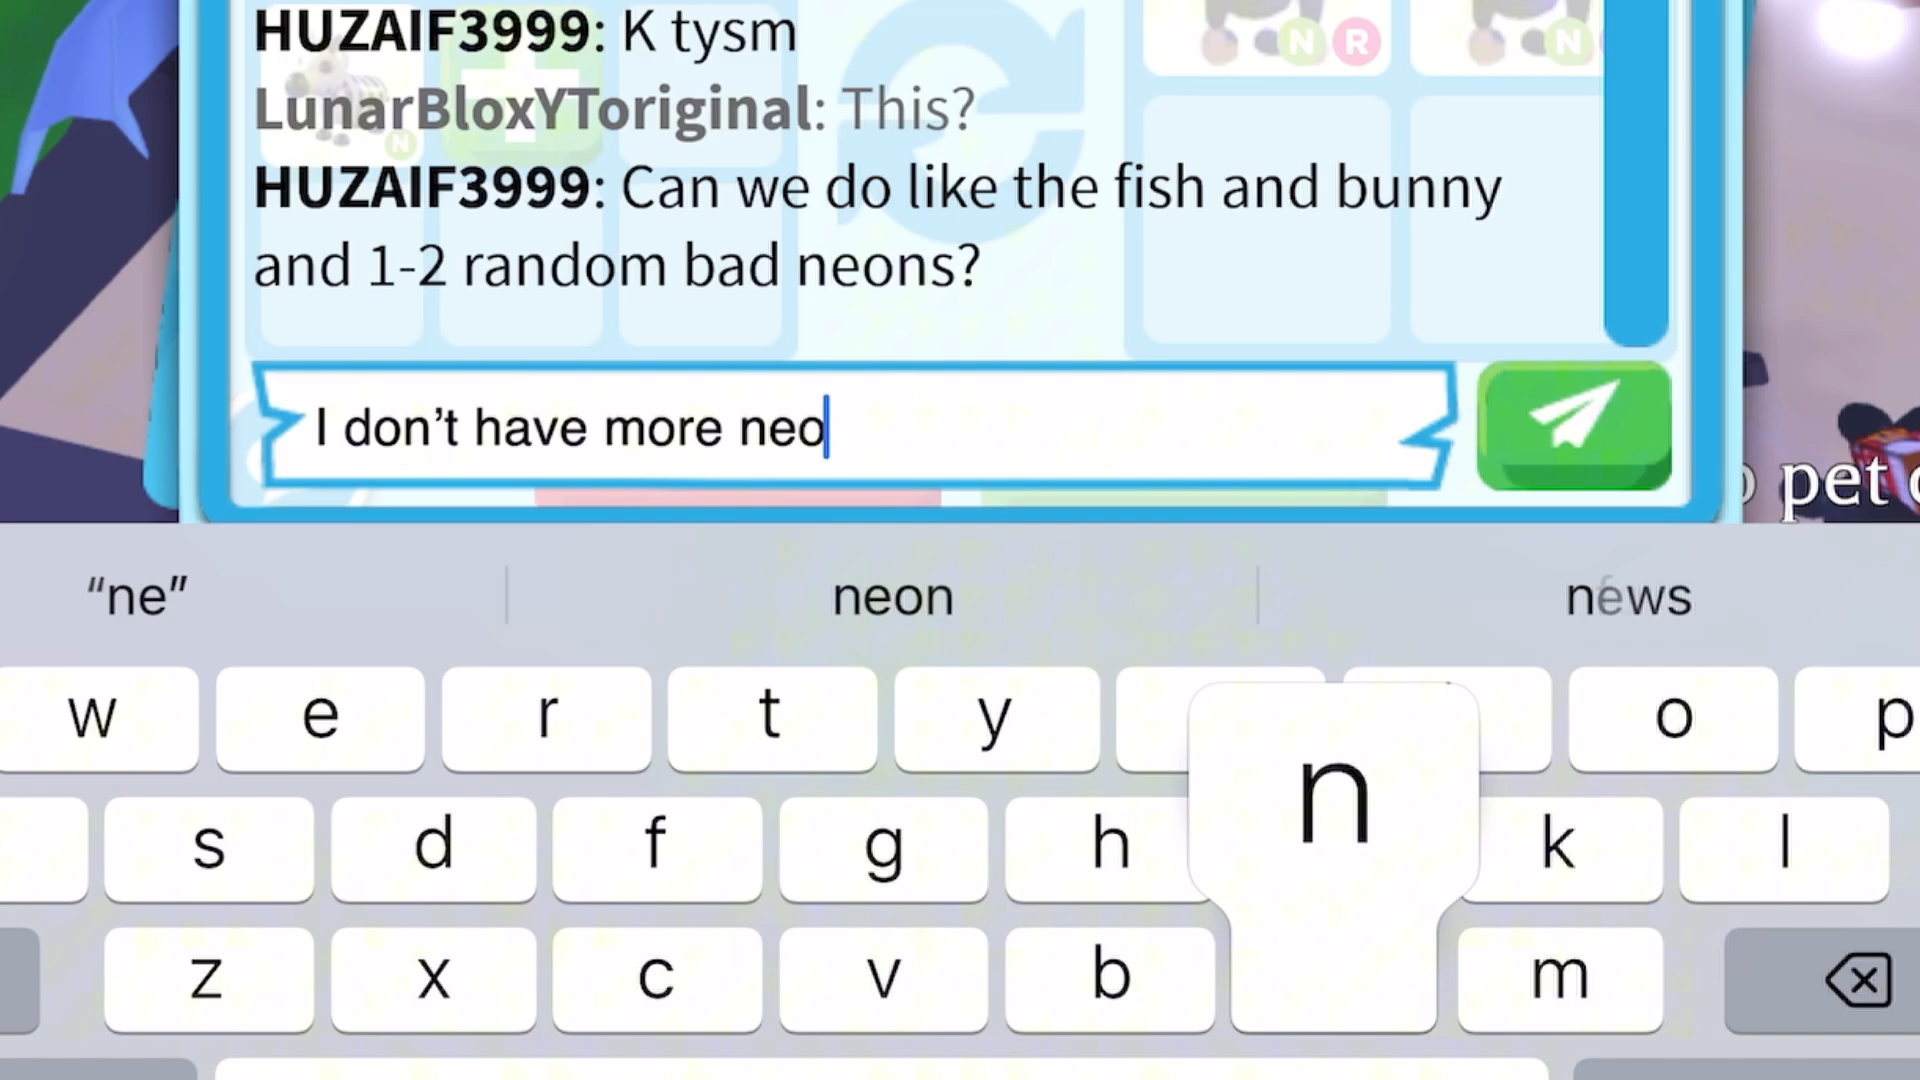 HUZAIF3999: K tysm
N R N
LunarBloxYToriginal: This?
N
HUZAIF3999: Can we do like the fish and bunny
and 1-2 random bad neons?
I don’t have more neo
pet
“ne” neon news
w e r t y o p
s d f g h n k l
z x c v b m